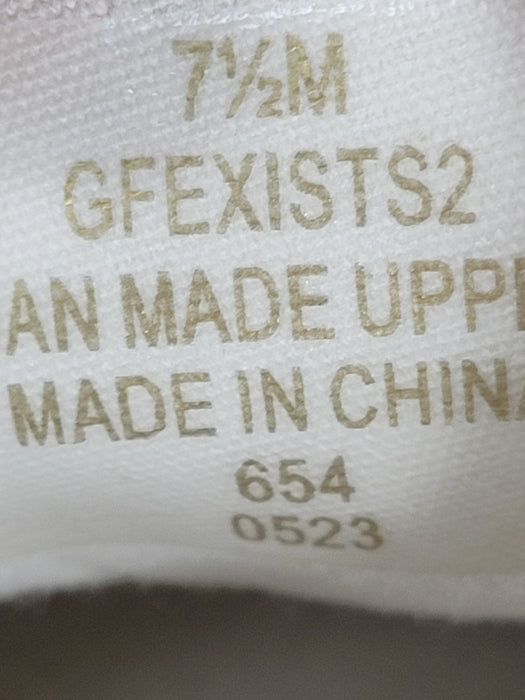 7½M
GFEXISTS2
AN MADE UPP
MADE IN CHIN
654
0523